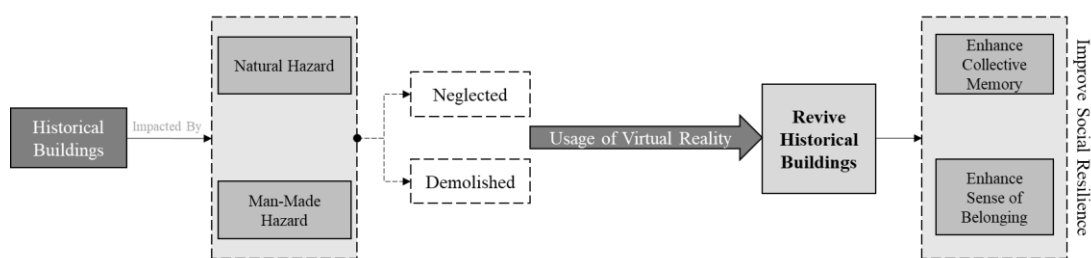 Historical
Buildings
Impacted By
Natural Hazard
Man-Made
Hazard
Neglected
Demolished
Usage of Virtual Reality
Revive
Historical
Buildings
Enhance
Collective
Memory
Enhance
Sense of
Belonging
Improve Social Resilience